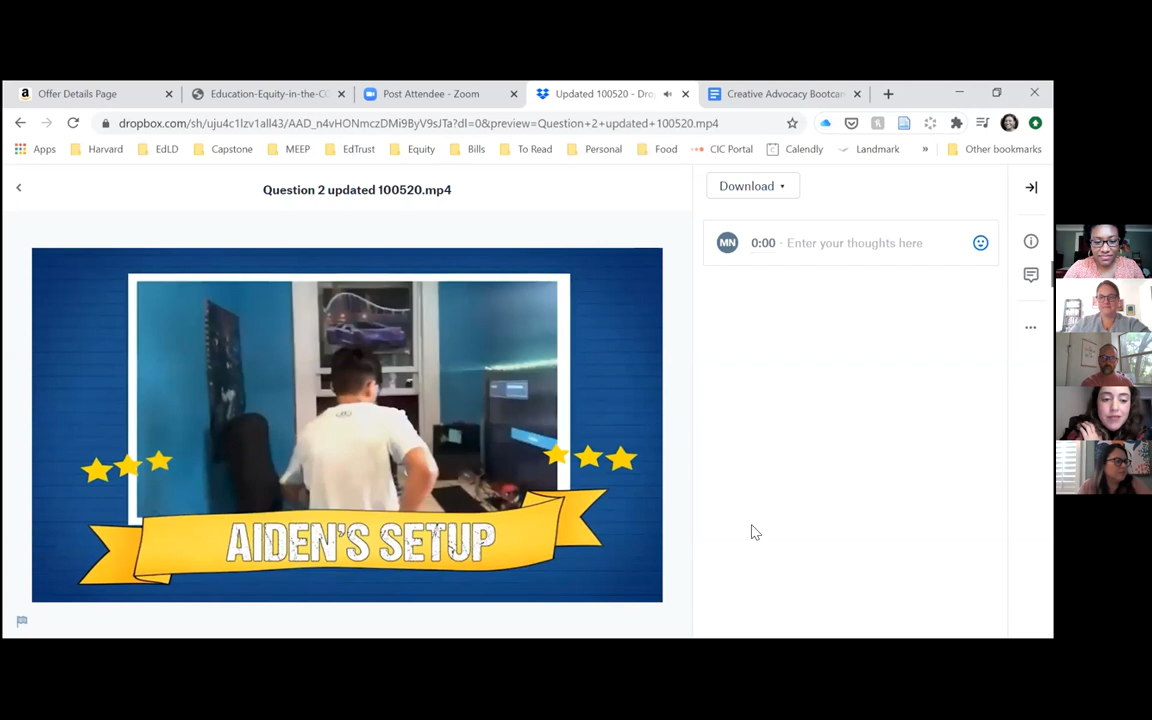 Offer Details Page
Education-Equity-in-the-CO
Post Attendee - Zoom
Updated 100520 - Drop
Creative Advocacy Bootcam
dropbox.com/sh/uju4c1lzv1all43/AAD_n4vHONmczDMi9ByV9sJTa?dl=0&preview=Question+2+updated+100520.mp4
Apps
Harvard
EdLD
Capstone
MEEP
EdTrust
Equity
Bills
To Read
Personal
Food
CIC Portal
Calendly
Landmark
»
Other bookmarks
Question 2 updated 100520.mp4
Download
MN
0:00 · Enter your thoughts here
AIDEN'S SETUP